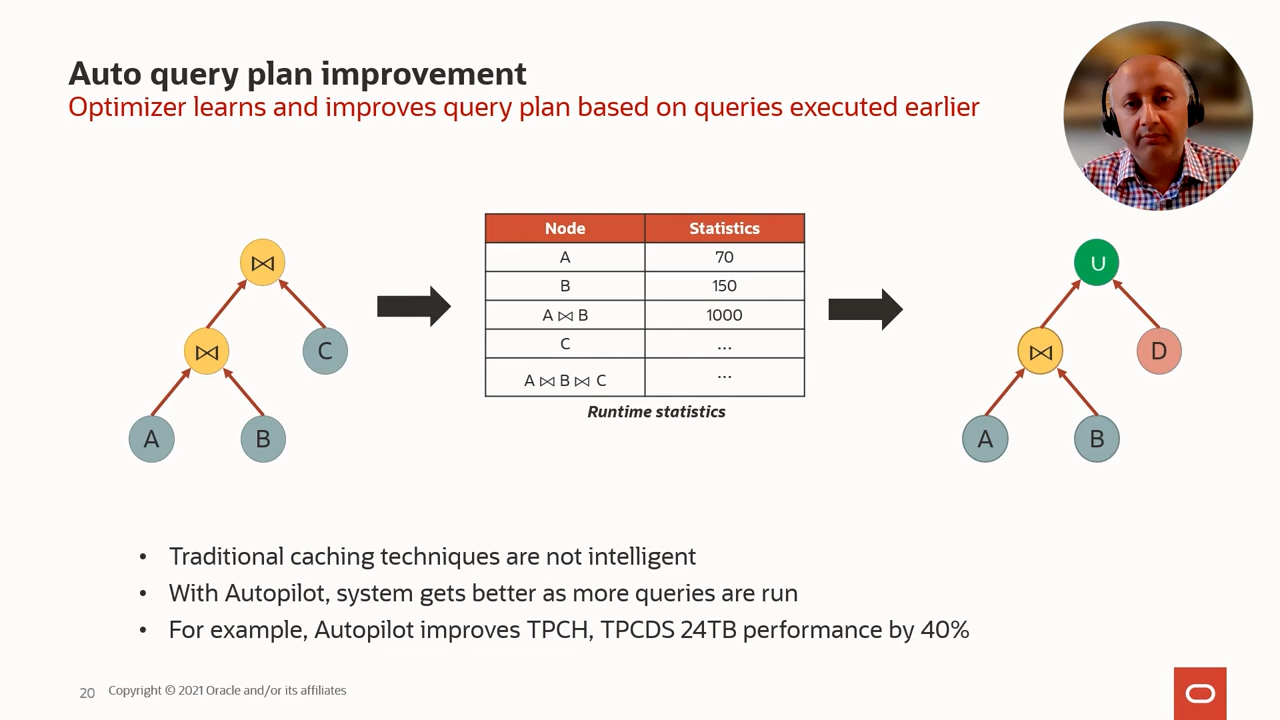 Auto query plan improvement
Optimizer learns and improves query plan based on queries executed earlier
⋈
⋈
C
A
B
Node Statistics
A 70
B 150
A ⋈ B 1000
C ...
A ⋈ B ⋈ C ...
Runtime statistics
∪
⋈
D
A
B
• Traditional caching techniques are not intelligent
• With Autopilot, system gets better as more queries are run
• For example, Autopilot improves TPCH, TPCDS 24TB performance by 40%
20 Copyright © 2021 Oracle and/or its affiliates